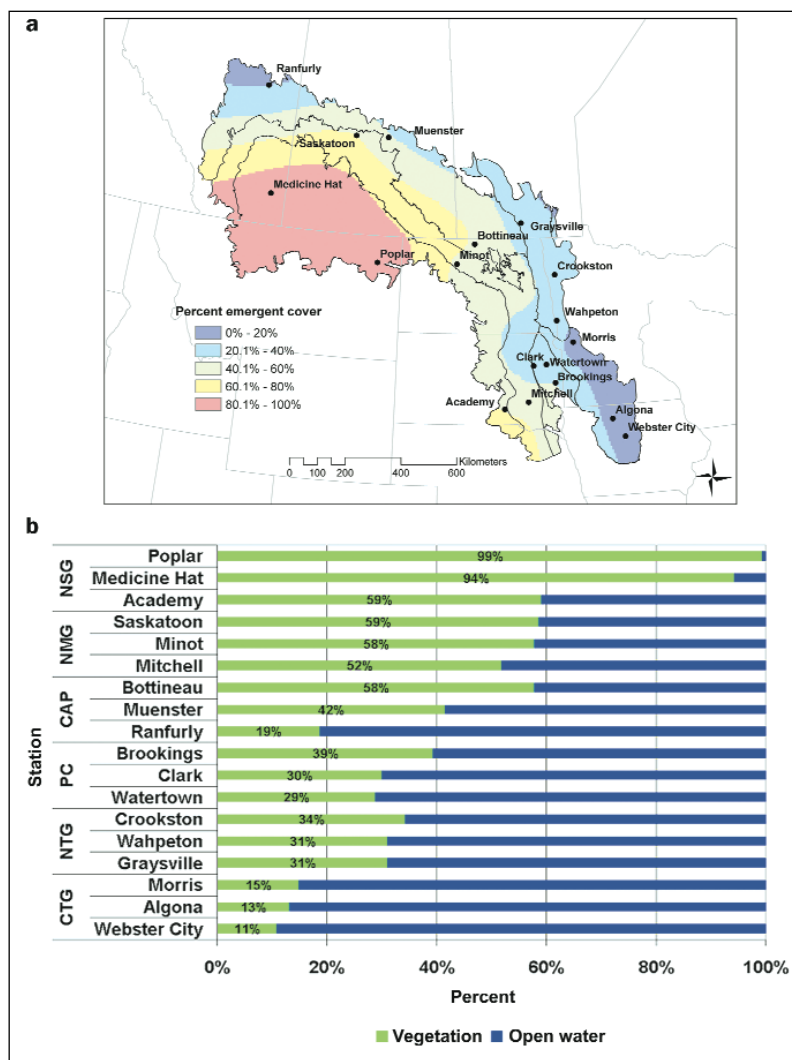 a
Ranfurly
Muenster
Saskatoon
Medicine Hat
Graysville
Bottineau
Poplar
Minot
Crookston
Percent emergent cover
0% - 20%
20.1% - 40%
40.1% - 60%
60.1% - 80%
80.1% - 100%
Wahpeton
Morris
Clark
Watertown
Brookings
Mitchell
Academy
Algona
Webster City
Kilometers
0 100 200 400 600
b
Station
NSG
Poplar 99%
Medicine Hat 94%
Academy 59%
NMG
Saskatoon 59%
Minot 58%
Mitchell 52%
CAP
Bottineau 58%
Muenster 42%
Ranfurly 19%
PC
Brookings 39%
Clark 30%
Watertown 29%
NTG
Crookston 34%
Wahpeton 31%
Graysville 31%
CTG
Morris 15%
Algona 13%
Webster City 11%
0% 20% 40% 60% 80% 100%
Percent
Vegetation Open water